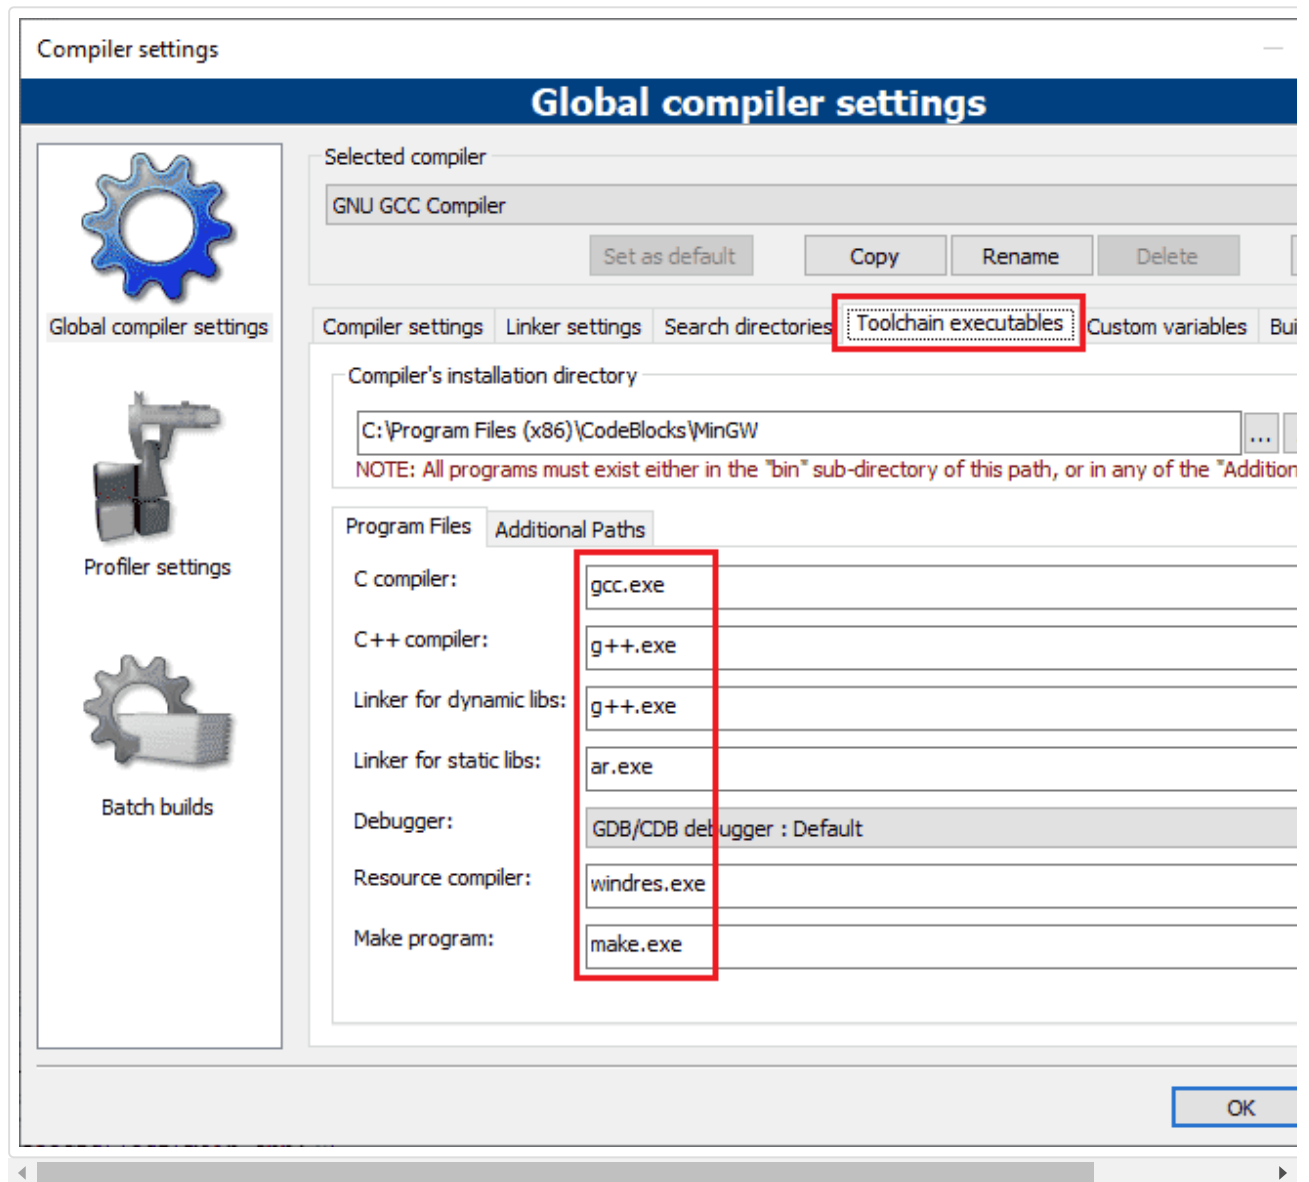 Compiler settings
Global compiler settings
Selected compiler
GNU GCC Compiler
Set as default Copy Rename Delete
Global compiler settings
Compiler settings Linker settings Search directories Toolchain executables Custom variables Bui
Compiler's installation directory
C:\Program Files (x86)\CodeBlocks\MinGW ...
NOTE: All programs must exist either in the "bin" sub-directory of this path, or in any of the "Addition
Program Files Additional Paths
Profiler settings
C compiler: gcc.exe
C++ compiler: g++.exe
Linker for dynamic libs: g++.exe
Linker for static libs: ar.exe
Batch builds
Debugger: GDB/CDB debugger : Default
Resource compiler: windres.exe
Make program: make.exe
OK